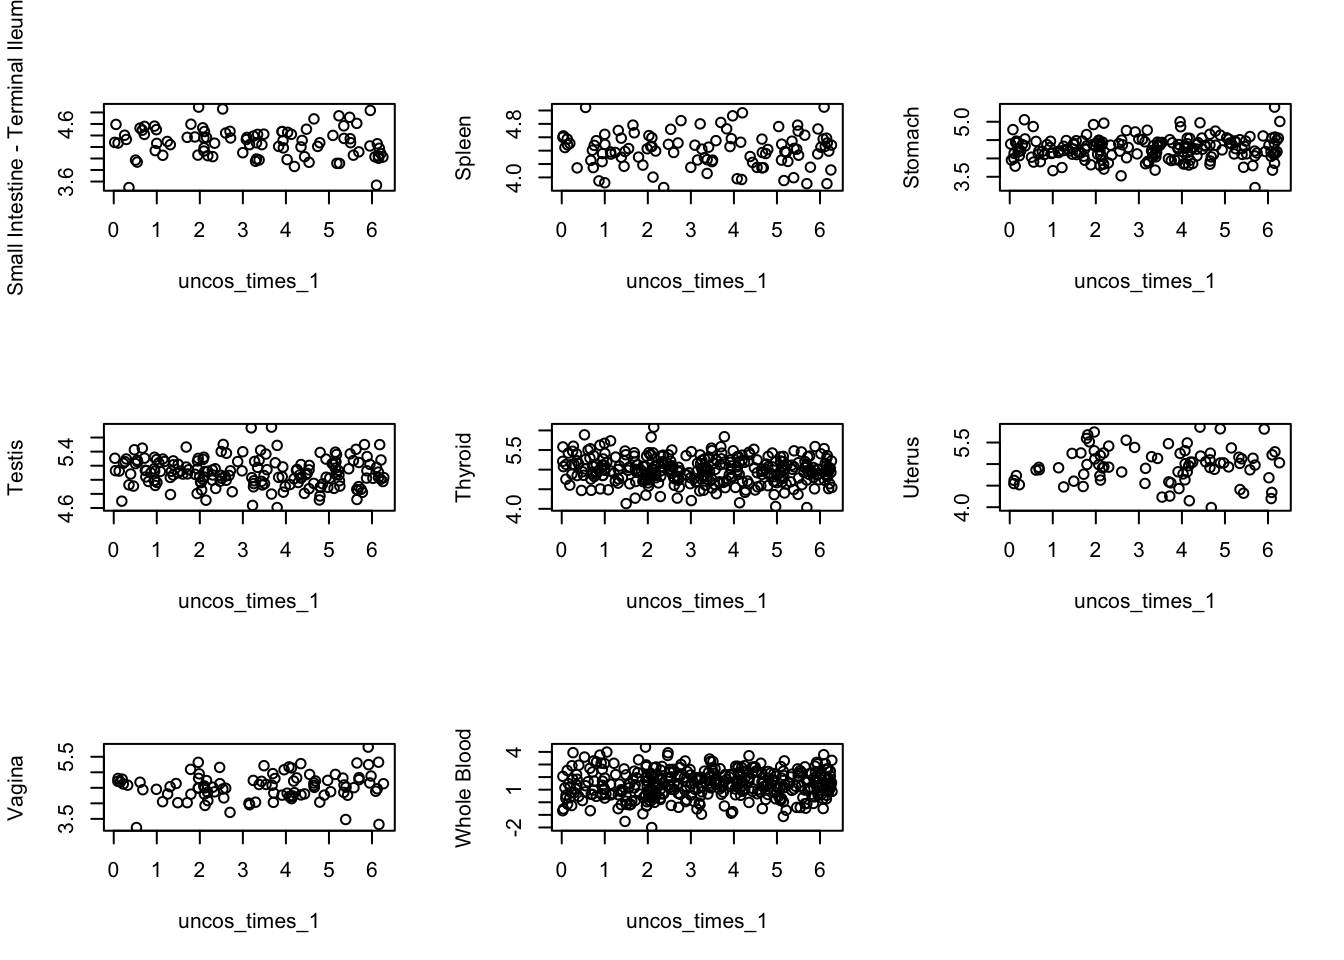 Small Intestine - Terminal Ileum
3.6 4.6
0 1 2 3 4 5 6
uncos_times_1
Spleen
4.0 4.8
0 1 2 3 4 5 6
uncos_times_1
Stomach
3.5 5.0
0 1 2 3 4 5 6
uncos_times_1
Testis
4.6 5.4
0 1 2 3 4 5 6
uncos_times_1
Thyroid
4.0 5.5
0 1 2 3 4 5 6
uncos_times_1
Uterus
4.0 5.5
0 1 2 3 4 5 6
uncos_times_1
Vagina
3.5 5.5
0 1 2 3 4 5 6
uncos_times_1
Whole Blood
-2 1 4
0 1 2 3 4 5 6
uncos_times_1